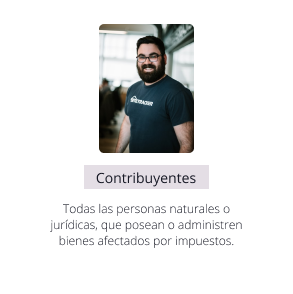 Contribuyentes
Todas las personas naturales o
jurídicas, que posean o administren
bienes afectados por impuestos.